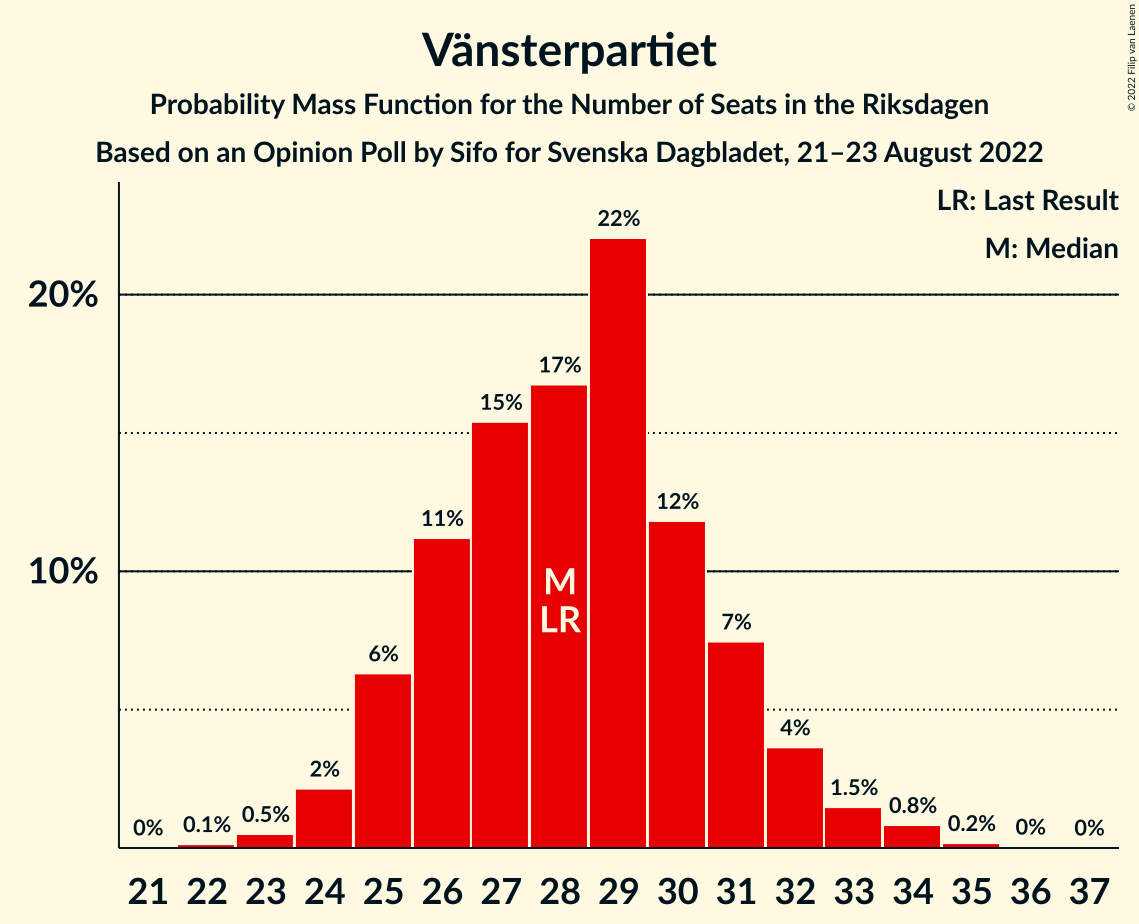 Vänsterpartiet
Probability Mass Function for the Number of Seats in the Riksdagen
Based on an Opinion Poll by Sifo for Svenska Dagbladet, 21–23 August 2022
© 2022 Filip van Laenen
LR: Last Result
M: Median
20%
10%
0% 0.1% 0.5% 2% 6% 11% 15% 17% 22% 12% 7% 4% 1.5% 0.8% 0.2% 0% 0%
M
LR
21 22 23 24 25 26 27 28 29 30 31 32 33 34 35 36 37